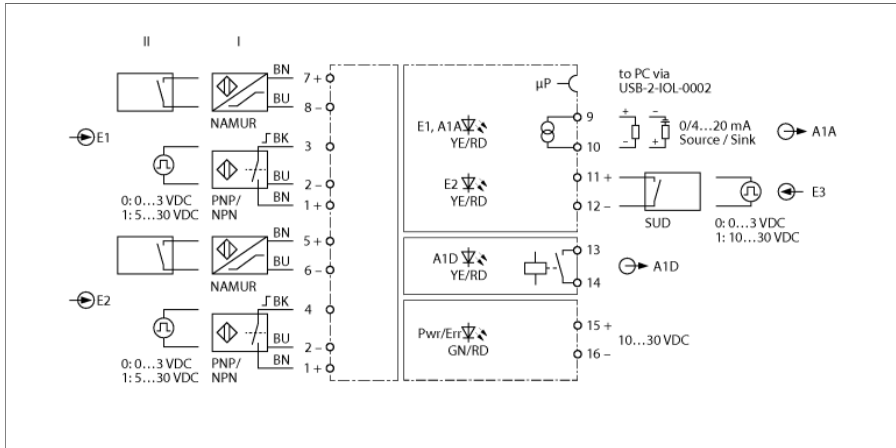 II
I
BN
7 +
BU
8 –
NAMUR
E1
BK
3
BU
2 –
BN
1 +
0: 0…3 VDC
1: 5…30 VDC
PNP/
NPN
BN
5 +
BU
6 –
NAMUR
E2
BK
4
BU
2 –
BN
1 +
0: 0…3 VDC
1: 5…30 VDC
PNP/
NPN
µP
to PC via
USB-2-IOL-0002
E1, A1A
YE/RD
9
10
+
–
–
+
0/4…20 mA
Source / Sink
A1A
E2
YE/RD
11 +
12 –
SUD
0: 0…3 VDC
1: 10…30 VDC
E3
A1D
YE/RD
13
14
A1D
Pwr/Err
GN/RD
15 +
16 –
10…30 VDC